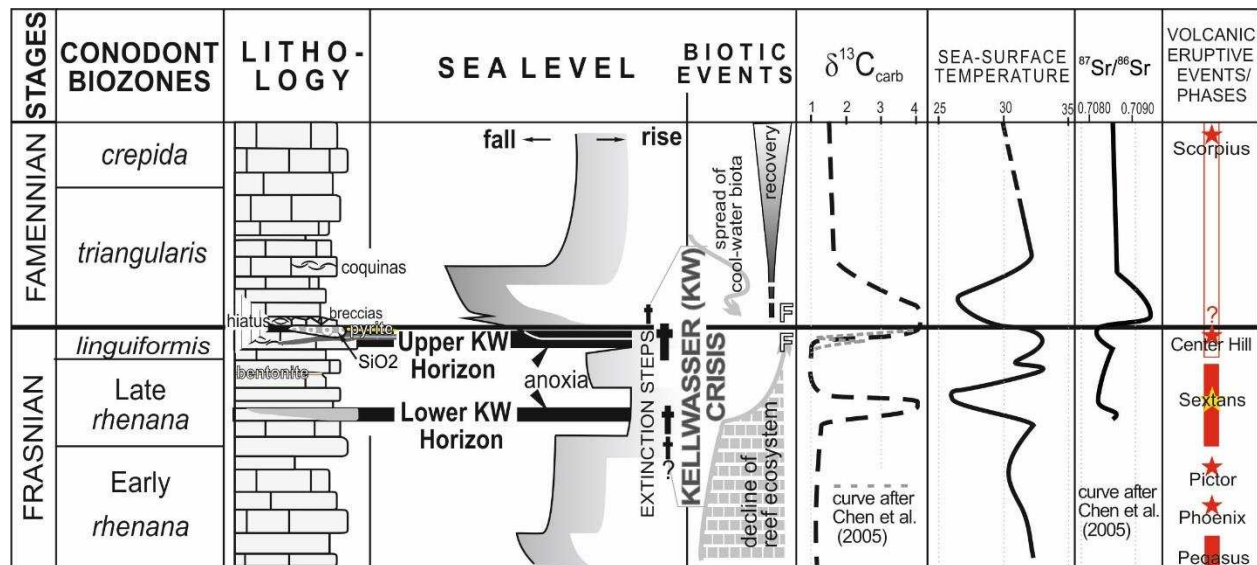 STAGES
CONODONT
BIOZONES
LITHO-
LOGY
SEA LEVEL
BIOTIC
EVENTS
δ13Ccarb
1 2 3 4
SEA-SURFACE
TEMPERATURE
25 30 35
87Sr/86Sr
0.7080 0.7090
VOLCANIC
ERUPTIVE
EVENTS/
PHASES
FAMENNIAN
crepida
triangularis
FRASNIAN
linguiformis
Late
rhenana
Early
rhenana
coquinas
hiatus
breccias
pyrite
SiO2
bentonite
fall
rise
Upper KW
Horizon
anoxia
Lower KW
Horizon
EXTINCTION STEPS
?
KELLWASSER (KW)
CRISIS
spread of
cool-water biota
recovery
F
F
decline of
reef ecosystem
curve after
Chen et al.
(2005)
curve after
Chen et al.
(2005)
Scorpius
?
Center Hill
Sextans
Pictor
Phoenix
Pegasus